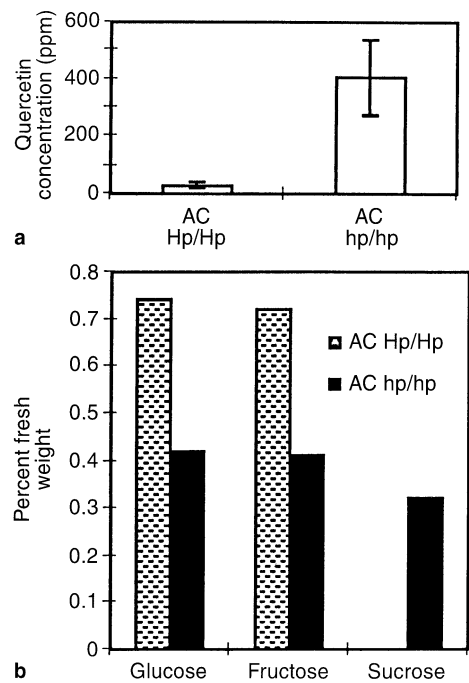 Quercetin
concentration (ppm)
600
400
200
0
AC
Hp/Hp
AC
hp/hp
a
Percent fresh
weight
0.8
0.7
0.6
0.5
0.4
0.3
0.2
0.1
0
AC Hp/Hp
AC hp/hp
Glucose
Fructose
Sucrose
b